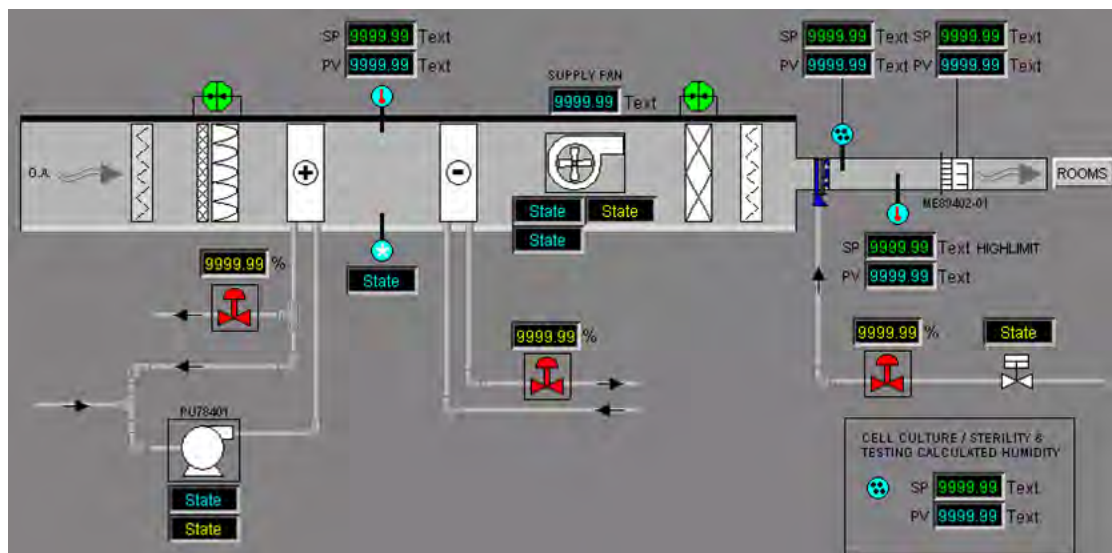 SP 9999.99 Text
PV 9999.99 Text
SUPPLY FAN
9999.99 Text
SP 9999.99 Text
PV 9999.99 Text
SP 9999.99 Text
PV 9999.99 Text
O.A.
ROOMS
ME89402-01
State
State
State
State
SP 9999.99 Text HIGHLIMIT
PV 9999.99 Text
9999.99 %
9999.99 %
9999.99 %
State
PU78401
State
State
CELL CULTURE / STERILITY &
TESTING CALCULATED HUMIDITY
SP 9999.99 Text
PV 9999.99 Text